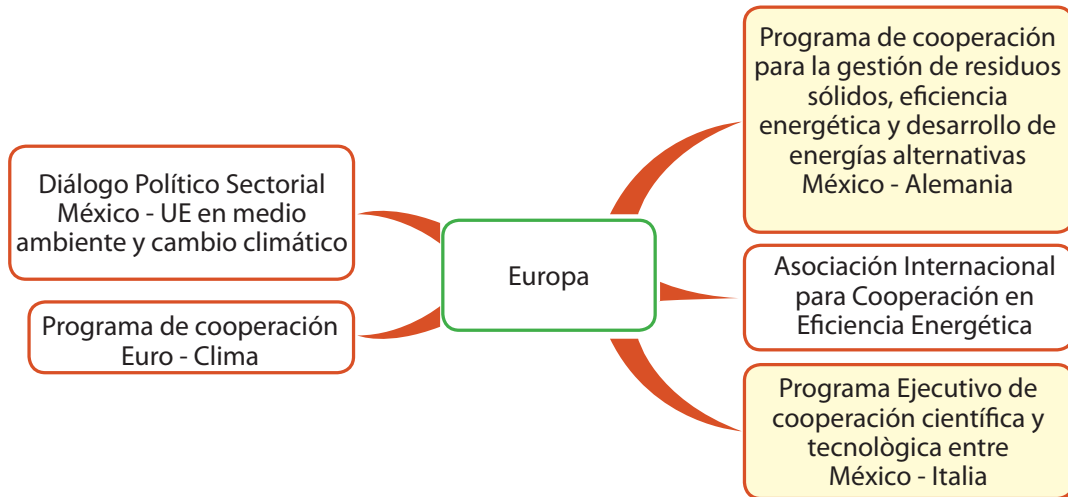 Diálogo Político Sectorial
México - UE en medio
ambiente y cambio climático
Programa de cooperación
Euro - Clima
Europa
Programa de cooperación
para la gestión de residuos
sólidos, eficiencia
energética y desarrollo de
energías alternativas
México - Alemania
Asociación Internacional
para Cooperación en
Eficiencia Energética
Programa Ejecutivo de
cooperación científica y
tecnològica entre
México - Italia